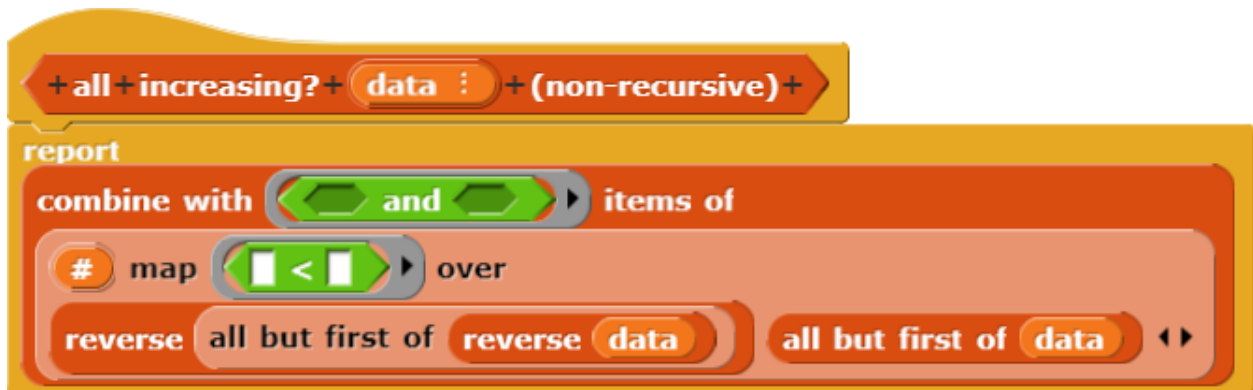 +all+increasing?+ data ⋮ +(non-recursive)+
report
combine with < and > items of
# map < over
reverse all but first of reverse data all but first of data